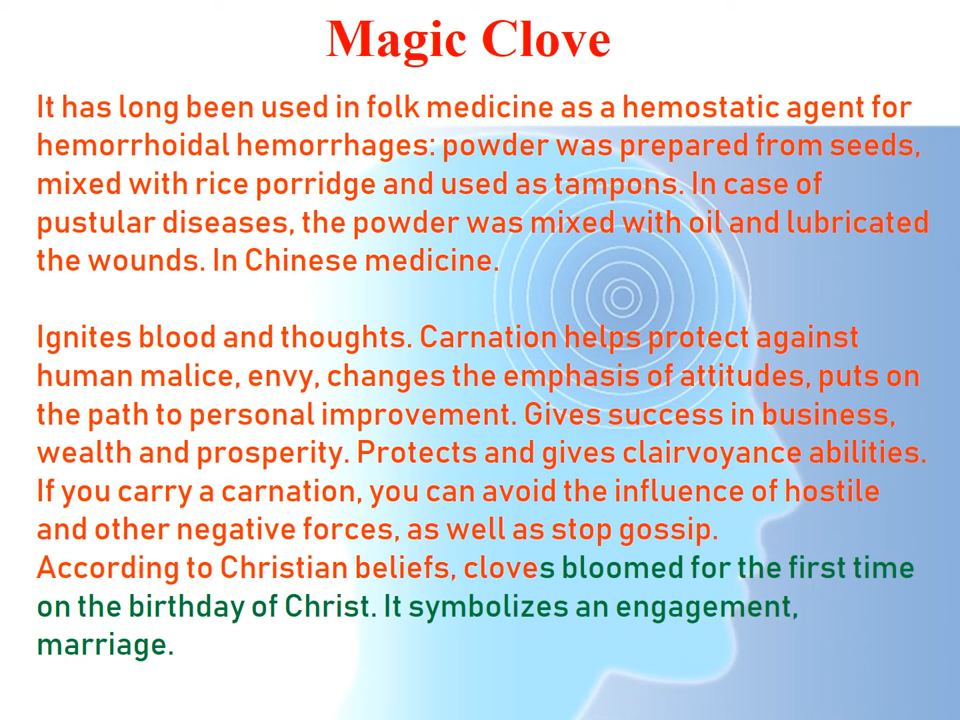 Magic Clove
It has long been used in folk medicine as a hemostatic agent for
hemorrhoidal hemorrhages: powder was prepared from seeds,
mixed with rice porridge and used as tampons. In case of
pustular diseases, the powder was mixed with oil and lubricated
the wounds. In Chinese medicine.
Ignites blood and thoughts. Carnation helps protect against
human malice, envy, changes the emphasis of attitudes, puts on
the path to personal improvement. Gives success in business,
wealth and prosperity. Protects and gives clairvoyance abilities.
If you carry a carnation, you can avoid the influence of hostile
and other negative forces, as well as stop gossip.
According to Christian beliefs, cloves bloomed for the first time
on the birthday of Christ. It symbolizes an engagement,
marriage.